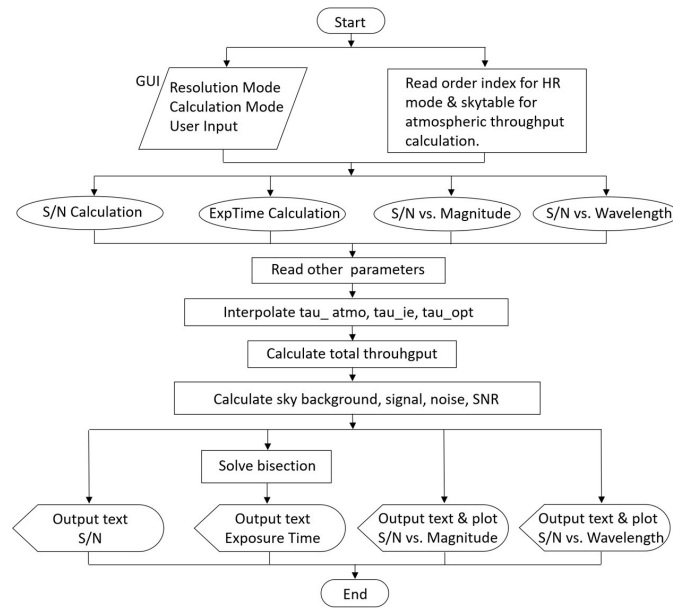 Start
GUI
Resolution Mode
Calculation Mode
User Input
Read order index for HR
mode & skytable for
atmospheric throughput
calculation.
S/N Calculation
ExpTime Calculation
S/N vs. Magnitude
S/N vs. Wavelength
Read other parameters
Interpolate tau_ atmo, tau_ie, tau_opt
Calculate total throuhgput
Calculate sky background, signal, noise, SNR
Solve bisection
Output text
S/N
Output text
Exposure Time
Output text & plot
S/N vs. Magnitude
Output text & plot
S/N vs. Wavelength
End